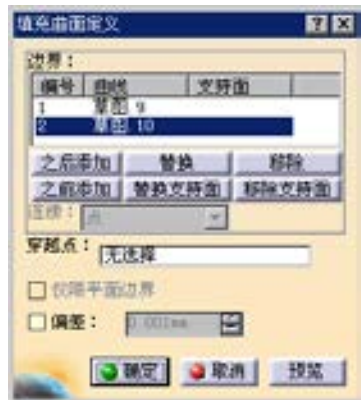 填充曲面定义
边界：
编号 曲线 支持面
1 草图.9
2 草图.10
之后添加 替换 移除
之前添加 替换支持面 移除支持面
连续： 点
穿越点： 无选择
仅限平面边界
偏差： 0.001mm
确定 取消 预览